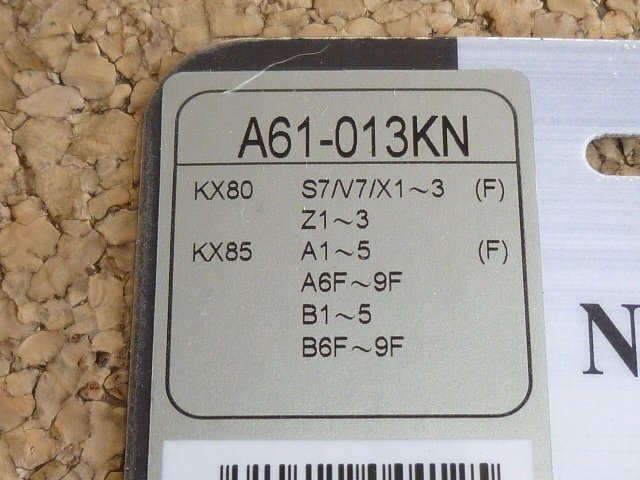 A61-013KN
KX80 S7/V7/X1～3 (F)
Z1～3
KX85 A1～5 (F)
A6F～9F
B1～5
B6F～9F
N